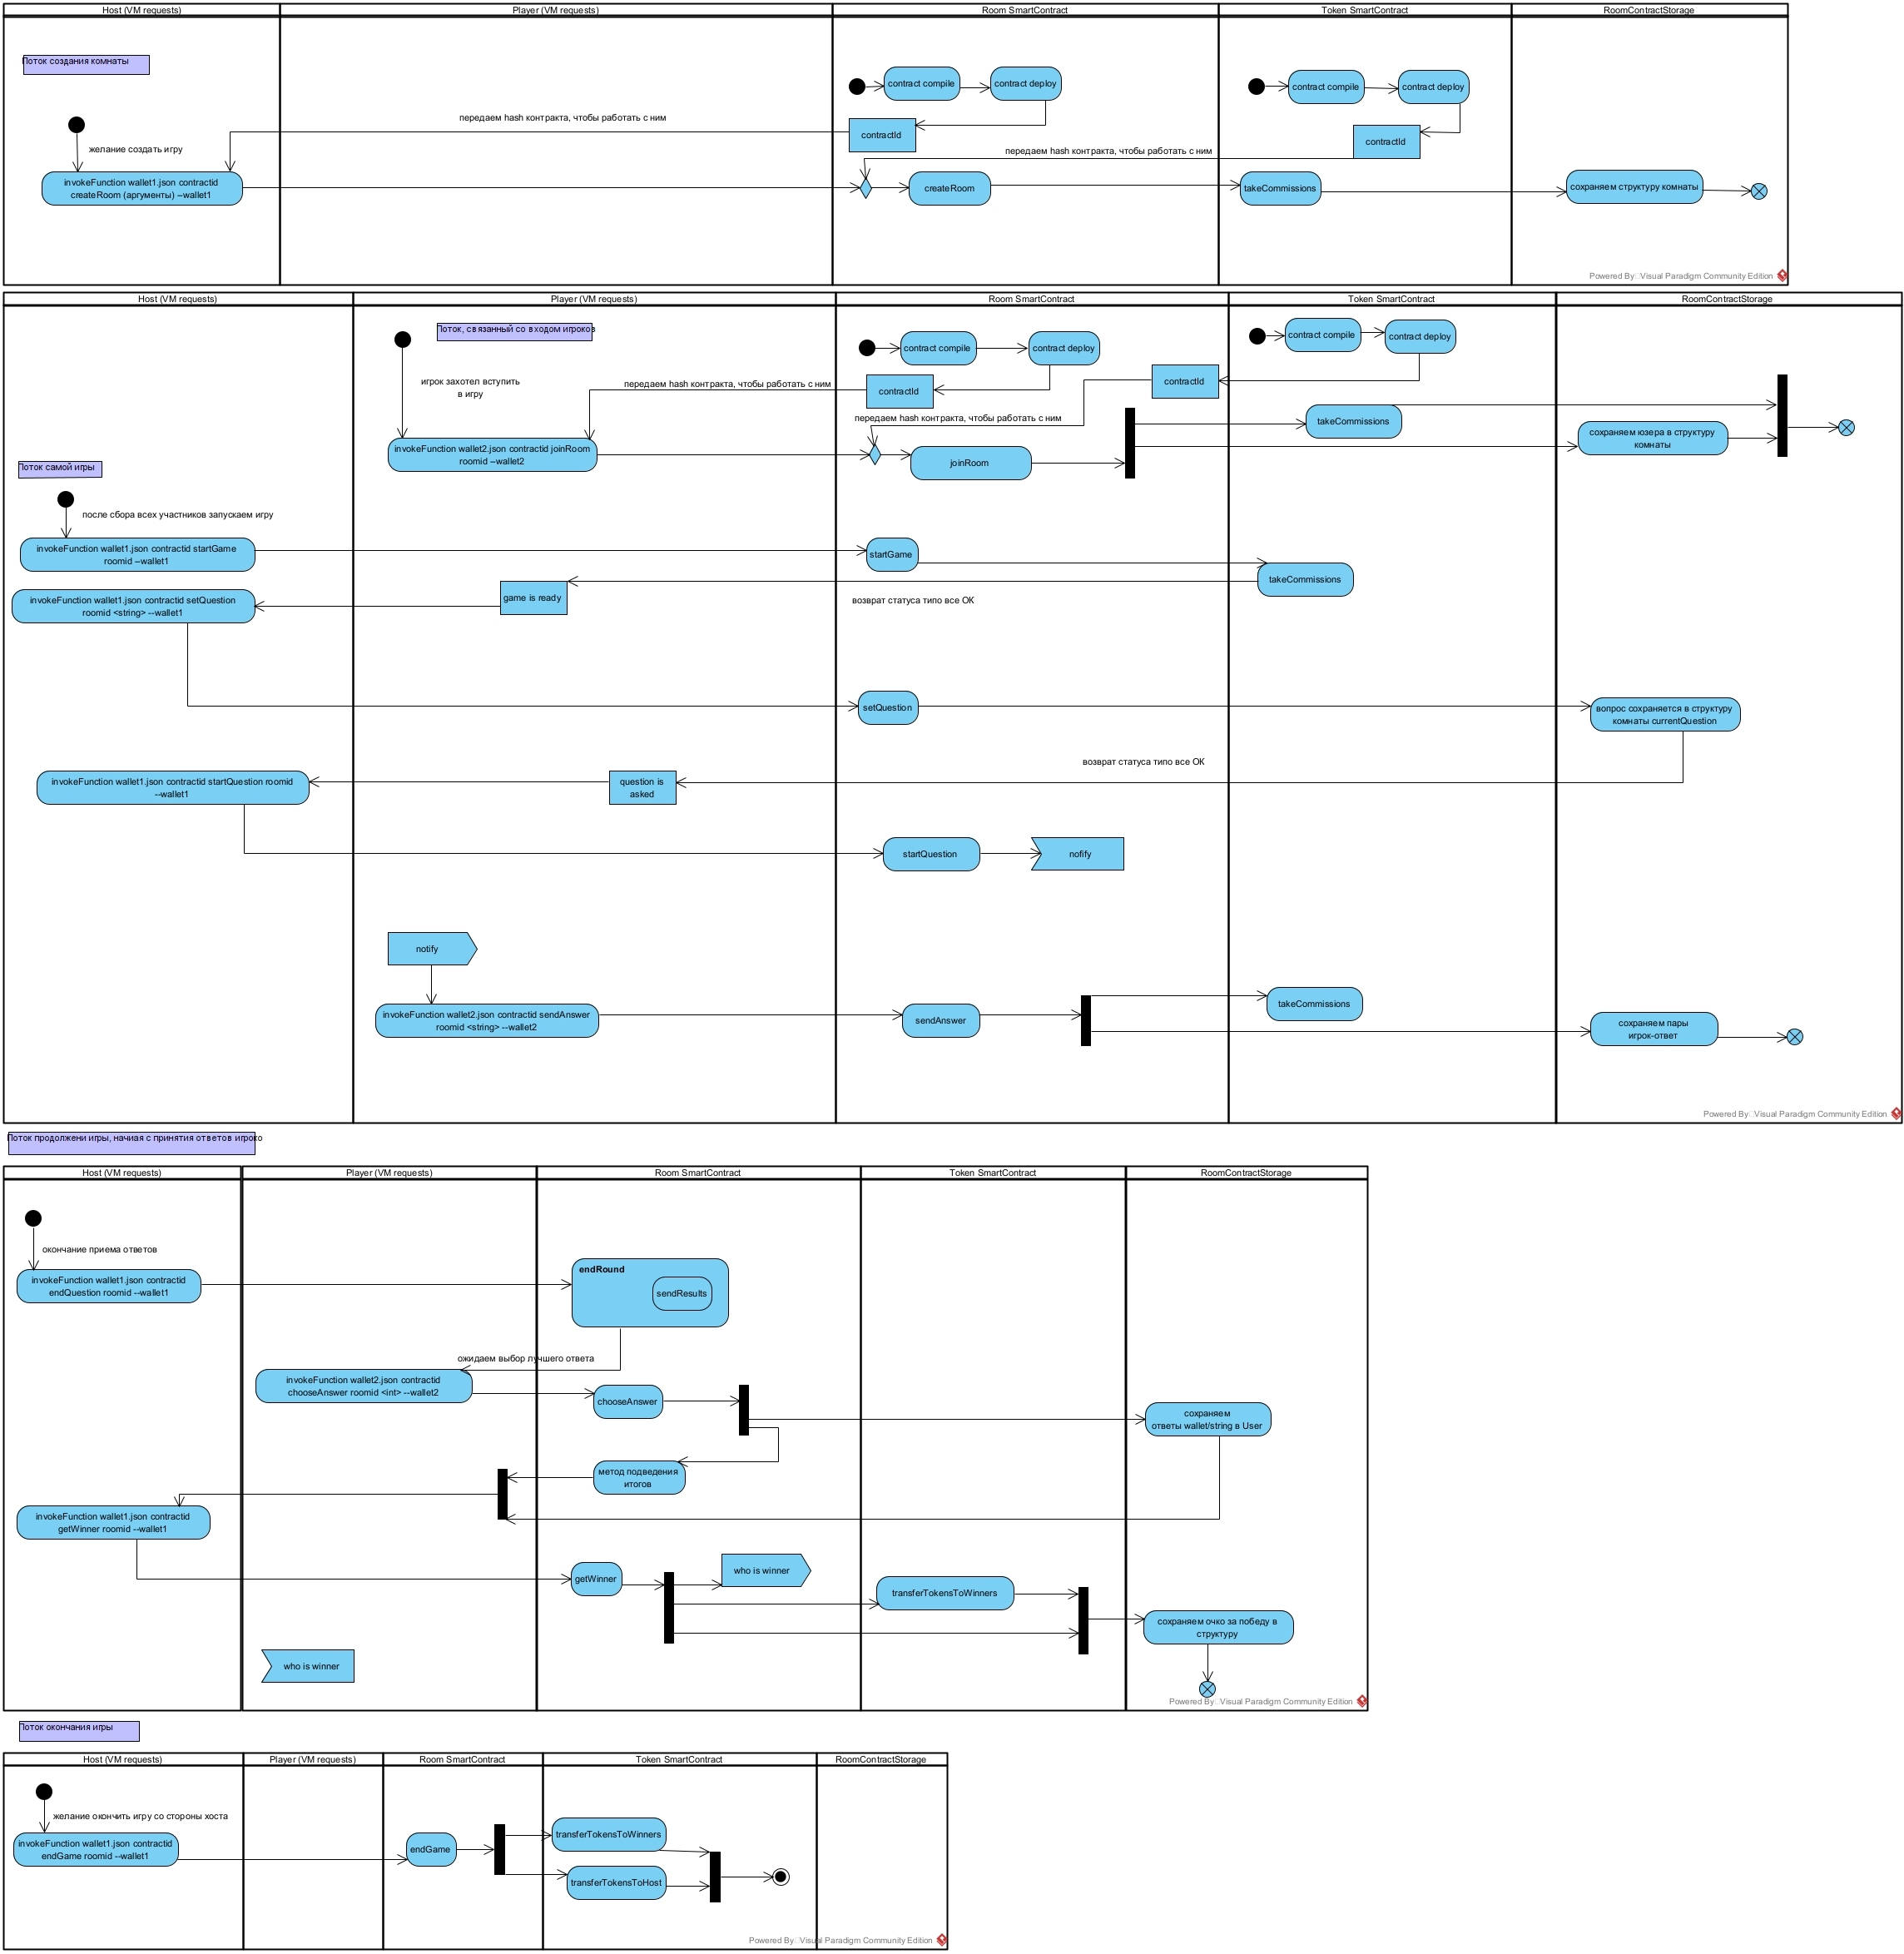 Host (VM requests)
Player (VM requests)
Room SmartContract
Token SmartContract
RoomContractStorage
Поток создания комнаты
contract compile
contract deploy
contract compile
contract deploy
передаем hash контракта, чтобы работать с ним
contractId
contractId
желание создать игру
передаем hash контракта, чтобы работать с ним
invokeFunction wallet1.json contractid
createRoom (аргументы) –wallet1
createRoom
takeCommissions
сохраняем структуру комнаты
Powered By Visual Paradigm Community Edition
Host (VM requests)
Player (VM requests)
Room SmartContract
Token SmartContract
RoomContractStorage
Поток, связанный со входом игроков
contract compile
contract deploy
contract compile
contract deploy
игрок захотел вступить
в игру
передаем hash контракта, чтобы работать с ним
contractId
contractId
передаем hash контракта, чтобы работать с ним
takeCommissions
invokeFunction wallet2.json contractid joinRoom
roomid –wallet2
joinRoom
сохраняем юзера в структуру
комнаты
Поток самой игры
после сбора всех участников запускаем игру
invokeFunction wallet1.json contractid startGame
roomid –wallet1
startGame
takeCommissions
invokeFunction wallet1.json contractid setQuestion
roomid <string> --wallet1
game is ready
возврат статуса типо все ОК
setQuestion
вопрос сохраняется в структуру
комнаты currentQuestion
возврат статуса типо все ОК
invokeFunction wallet1.json contractid startQuestion roomid
--wallet1
question is
asked
startQuestion
nofify
notify
invokeFunction wallet2.json contractid sendAnswer
roomid <string> --wallet2
sendAnswer
takeCommissions
сохраняем пары
игрок-ответ
Powered By Visual Paradigm Community Edition
Поток продолжени игры, начиая с принятия ответов игроко
Host (VM requests)
Player (VM requests)
Room SmartContract
Token SmartContract
RoomContractStorage
окончание приема ответов
invokeFunction wallet1.json contractid
endQuestion roomid --wallet1
endRound
sendResults
ожидаем выбор лучшего ответа
invokeFunction wallet2.json contractid
chooseAnswer roomid <int> --wallet2
chooseAnswer
сохраняем
ответы wallet/string в User
метод подведения
итогов
invokeFunction wallet1.json contractid
getWinner roomid --wallet1
getWinner
who is winner
transferTokensToWinners
сохраняем очко за победу в
структуру
who is winner
Powered By Visual Paradigm Community Edition
Поток окончания игры
Host (VM requests)
Player (VM requests)
Room SmartContract
Token SmartContract
RoomContractStorage
желание окончить игру со стороны хоста
invokeFunction wallet1.json contractid
endGame roomid --wallet1
endGame
transferTokensToWinners
transferTokensToHost
Powered By Visual Paradigm Community Edition